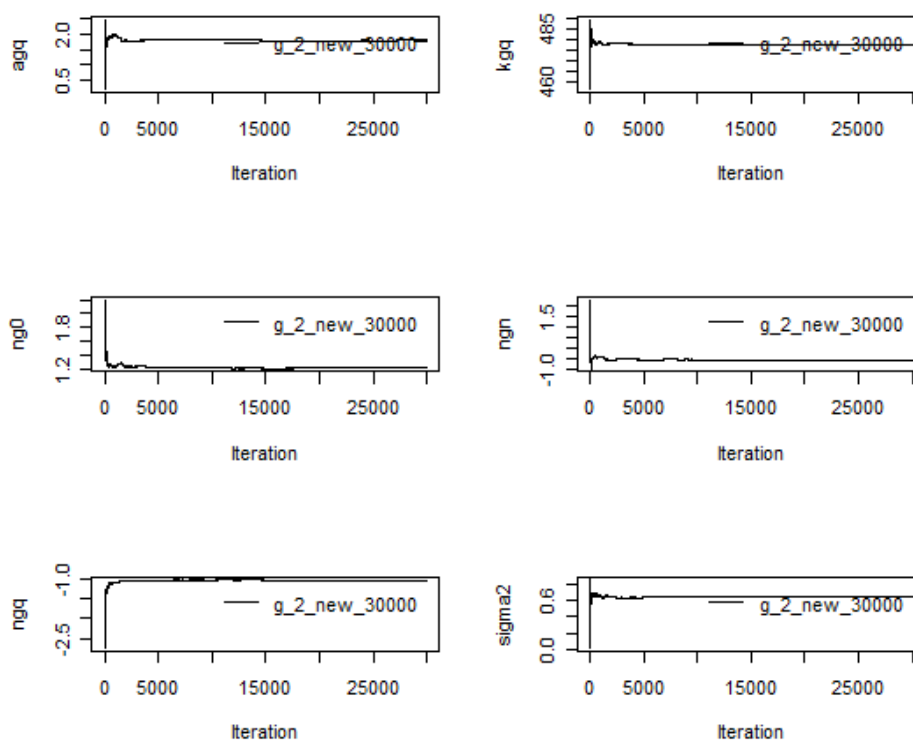 agq
2.0
0.5
g_2_new_30000
0 5000 15000 25000
Iteration
kgq
485
460
g_2_new_30000
0 5000 15000 25000
Iteration
ng0
1.8
1.2
g_2_new_30000
0 5000 15000 25000
Iteration
ngn
1.5
-1.0
g_2_new_30000
0 5000 15000 25000
Iteration
ngq
-1.0
-2.5
g_2_new_30000
0 5000 15000 25000
Iteration
sigma2
0.6
0.0
g_2_new_30000
0 5000 15000 25000
Iteration